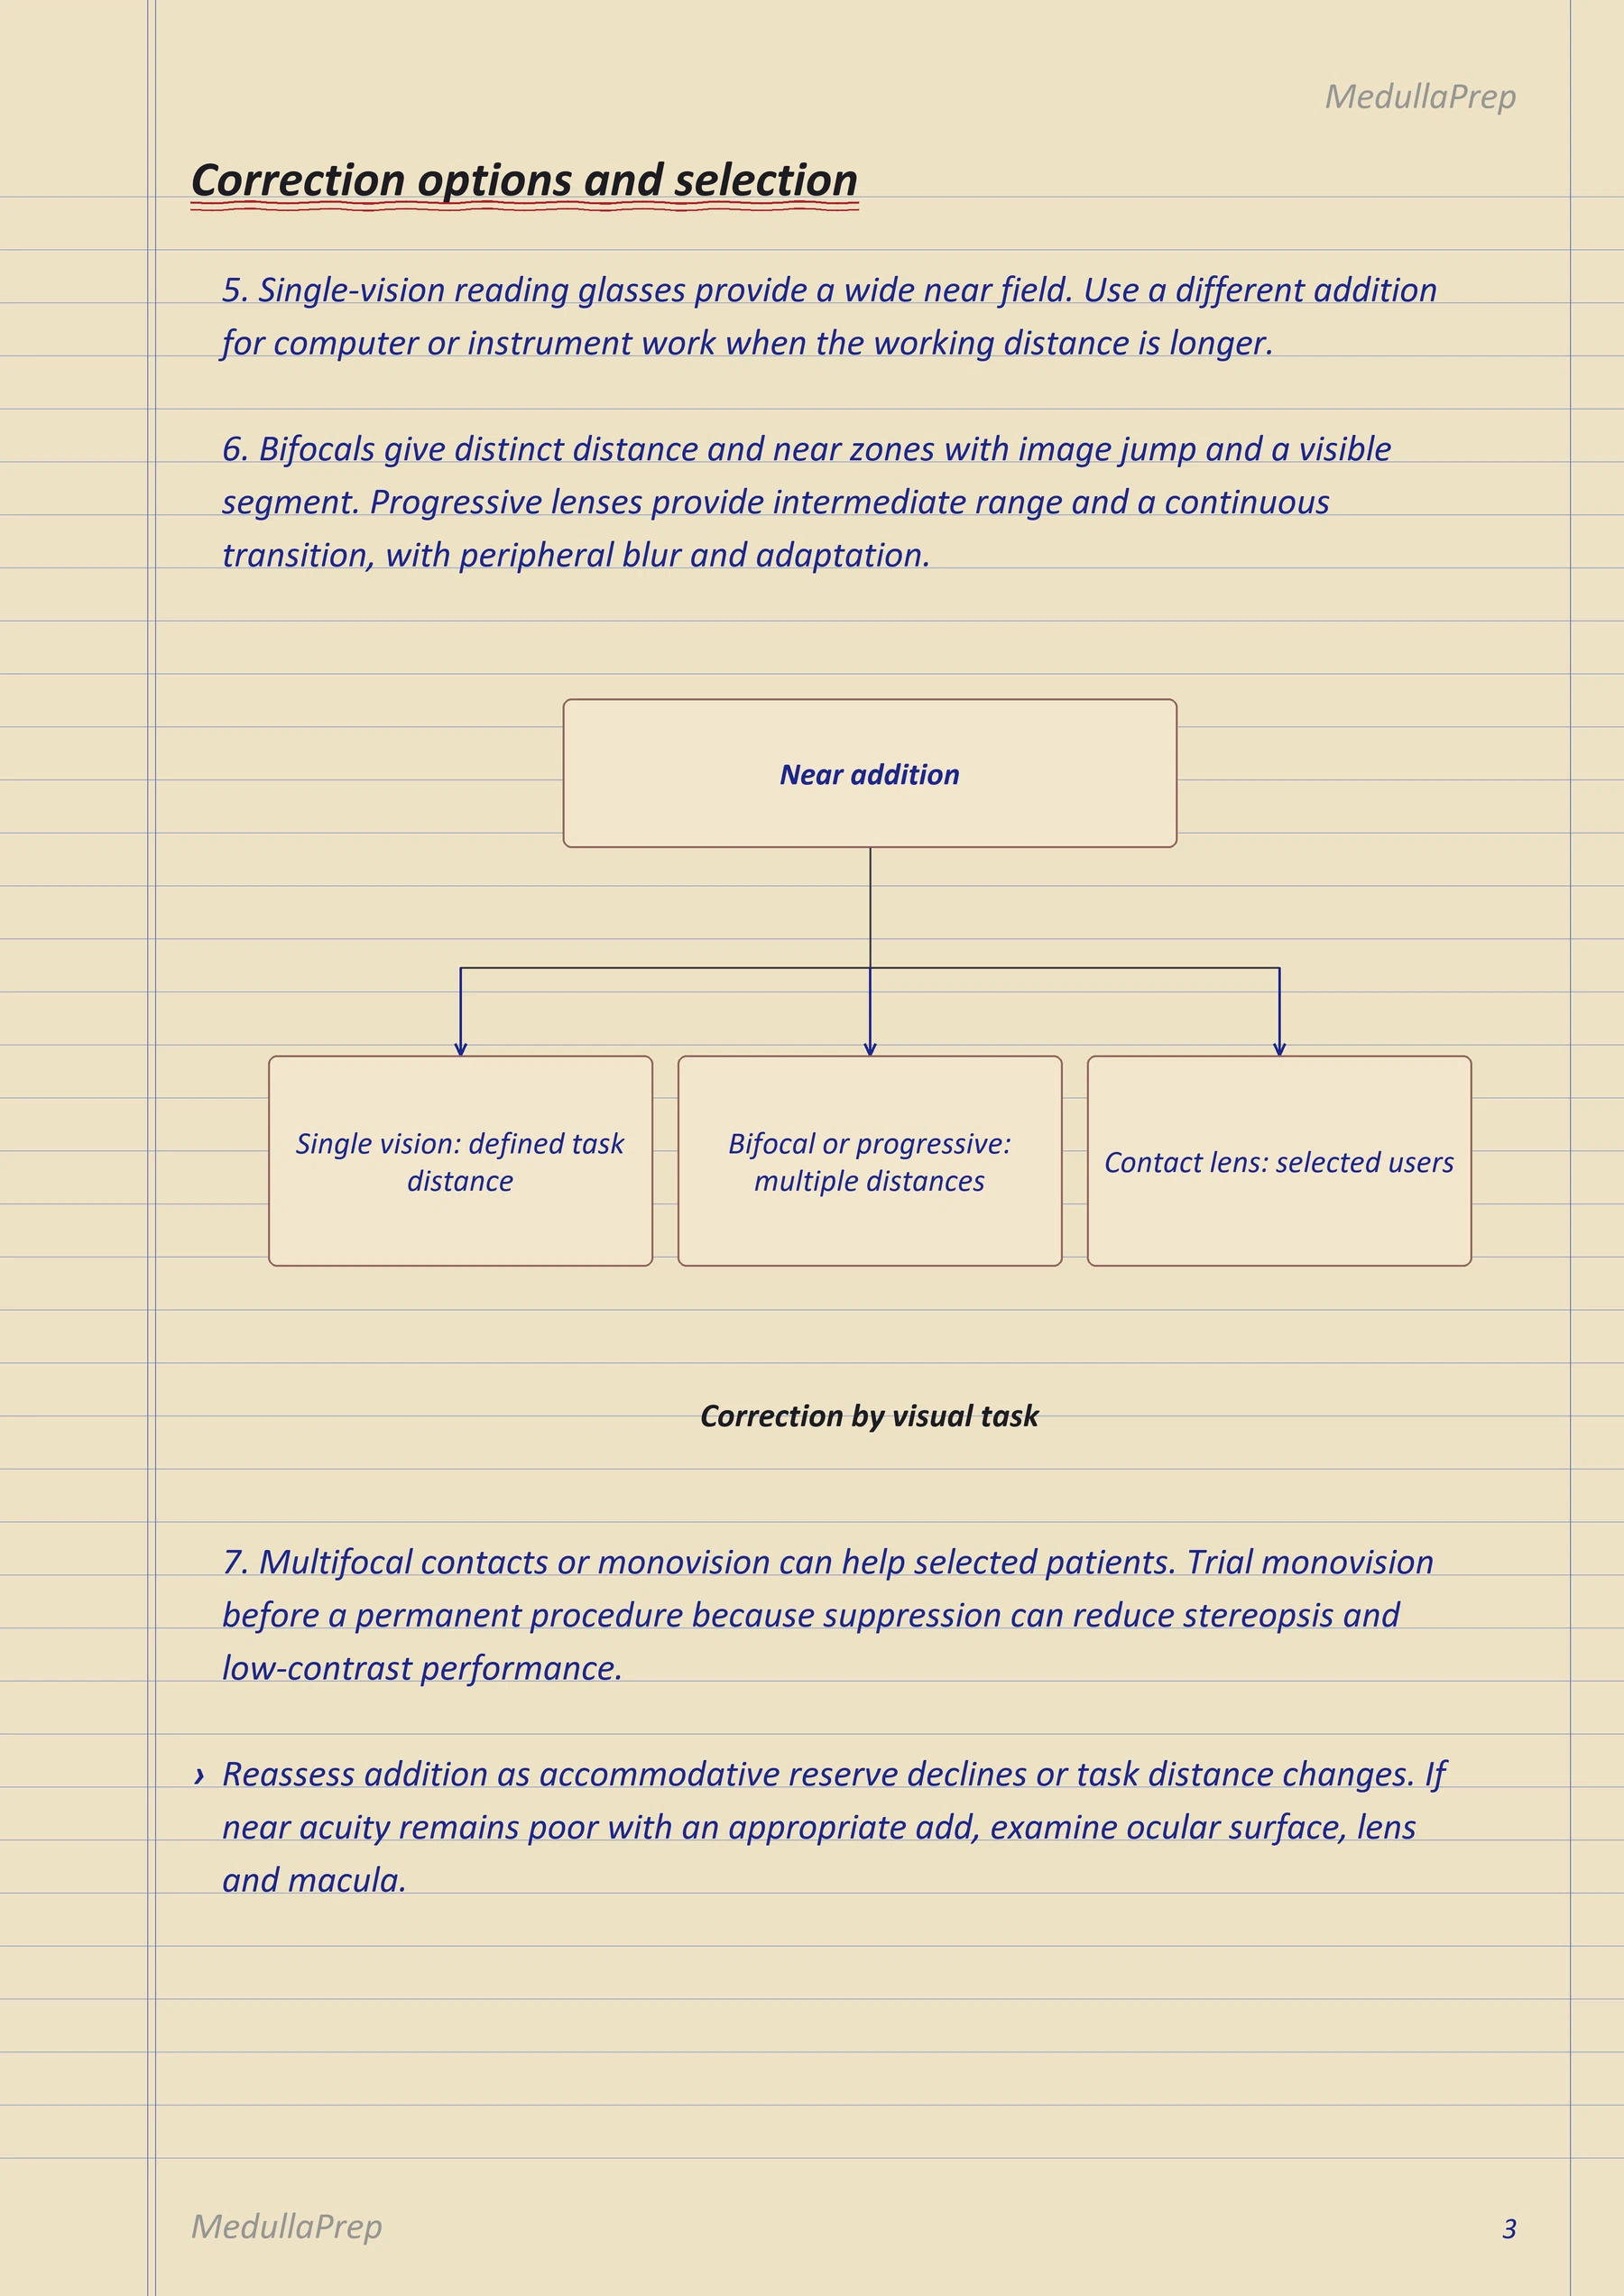 MedullaPrep
Correction options and selection
5. Single-vision reading glasses provide a wide near field. Use a different addition
for computer or instrument work when the working distance is longer.
6. Bifocals give distinct distance and near zones with image jump and a visible
segment. Progressive lenses provide intermediate range and a continuous
transition, with peripheral blur and adaptation.
Near addition
Single vision: defined task
distance
Bifocal or progressive:
multiple distances
Contact lens: selected users
Correction by visual task
7. Multifocal contacts or monovision can help selected patients. Trial monovision
before a permanent procedure because suppression can reduce stereopsis and
low-contrast performance.
› Reassess addition as accommodative reserve declines or task distance changes. If
near acuity remains poor with an appropriate add, examine ocular surface, lens
and macula.
MedullaPrep
3